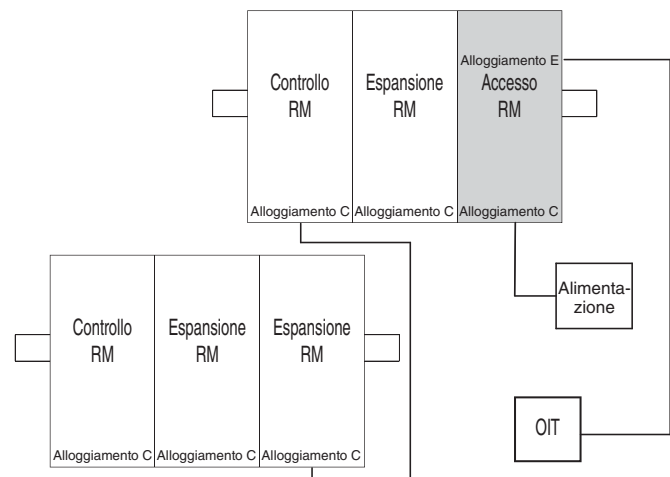 Alloggiamento E
Controllo
RM
Espansione
RM
Accesso
RM
Alloggiamento C
Alloggiamento C
Alloggiamento C
Alimenta-
zione
Controllo
RM
Espansione
RM
Espansione
RM
Alloggiamento C
Alloggiamento C
Alloggiamento C
OIT